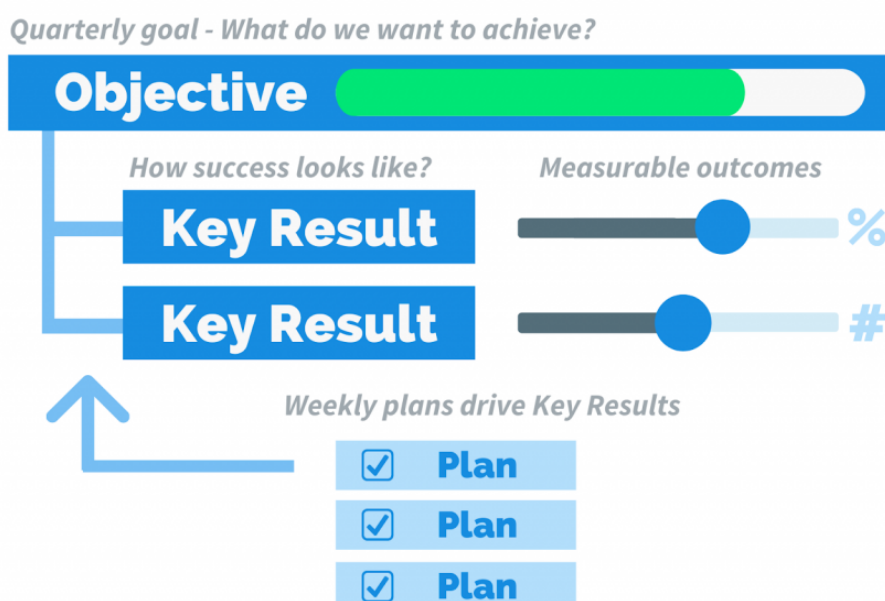 Quarterly goal - What do we want to achieve?
Objective
How success looks like?
Measurable outcomes
Key Result
%
Key Result
#
Weekly plans drive Key Results
Plan
Plan
Plan